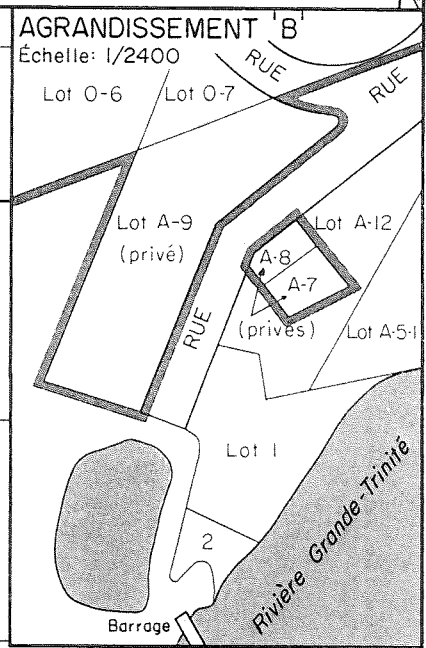 AGRANDISSEMENT 'B'
Échelle: 1/2400
RUE
RUE
Lot O-6
Lot O-7
Lot A-9
(privé)
Lot A-12
A-8
A-7
(privés)
RUE
Lot A-5-1
Lot 1
2
Rivière Grande-Trinité
Barrage